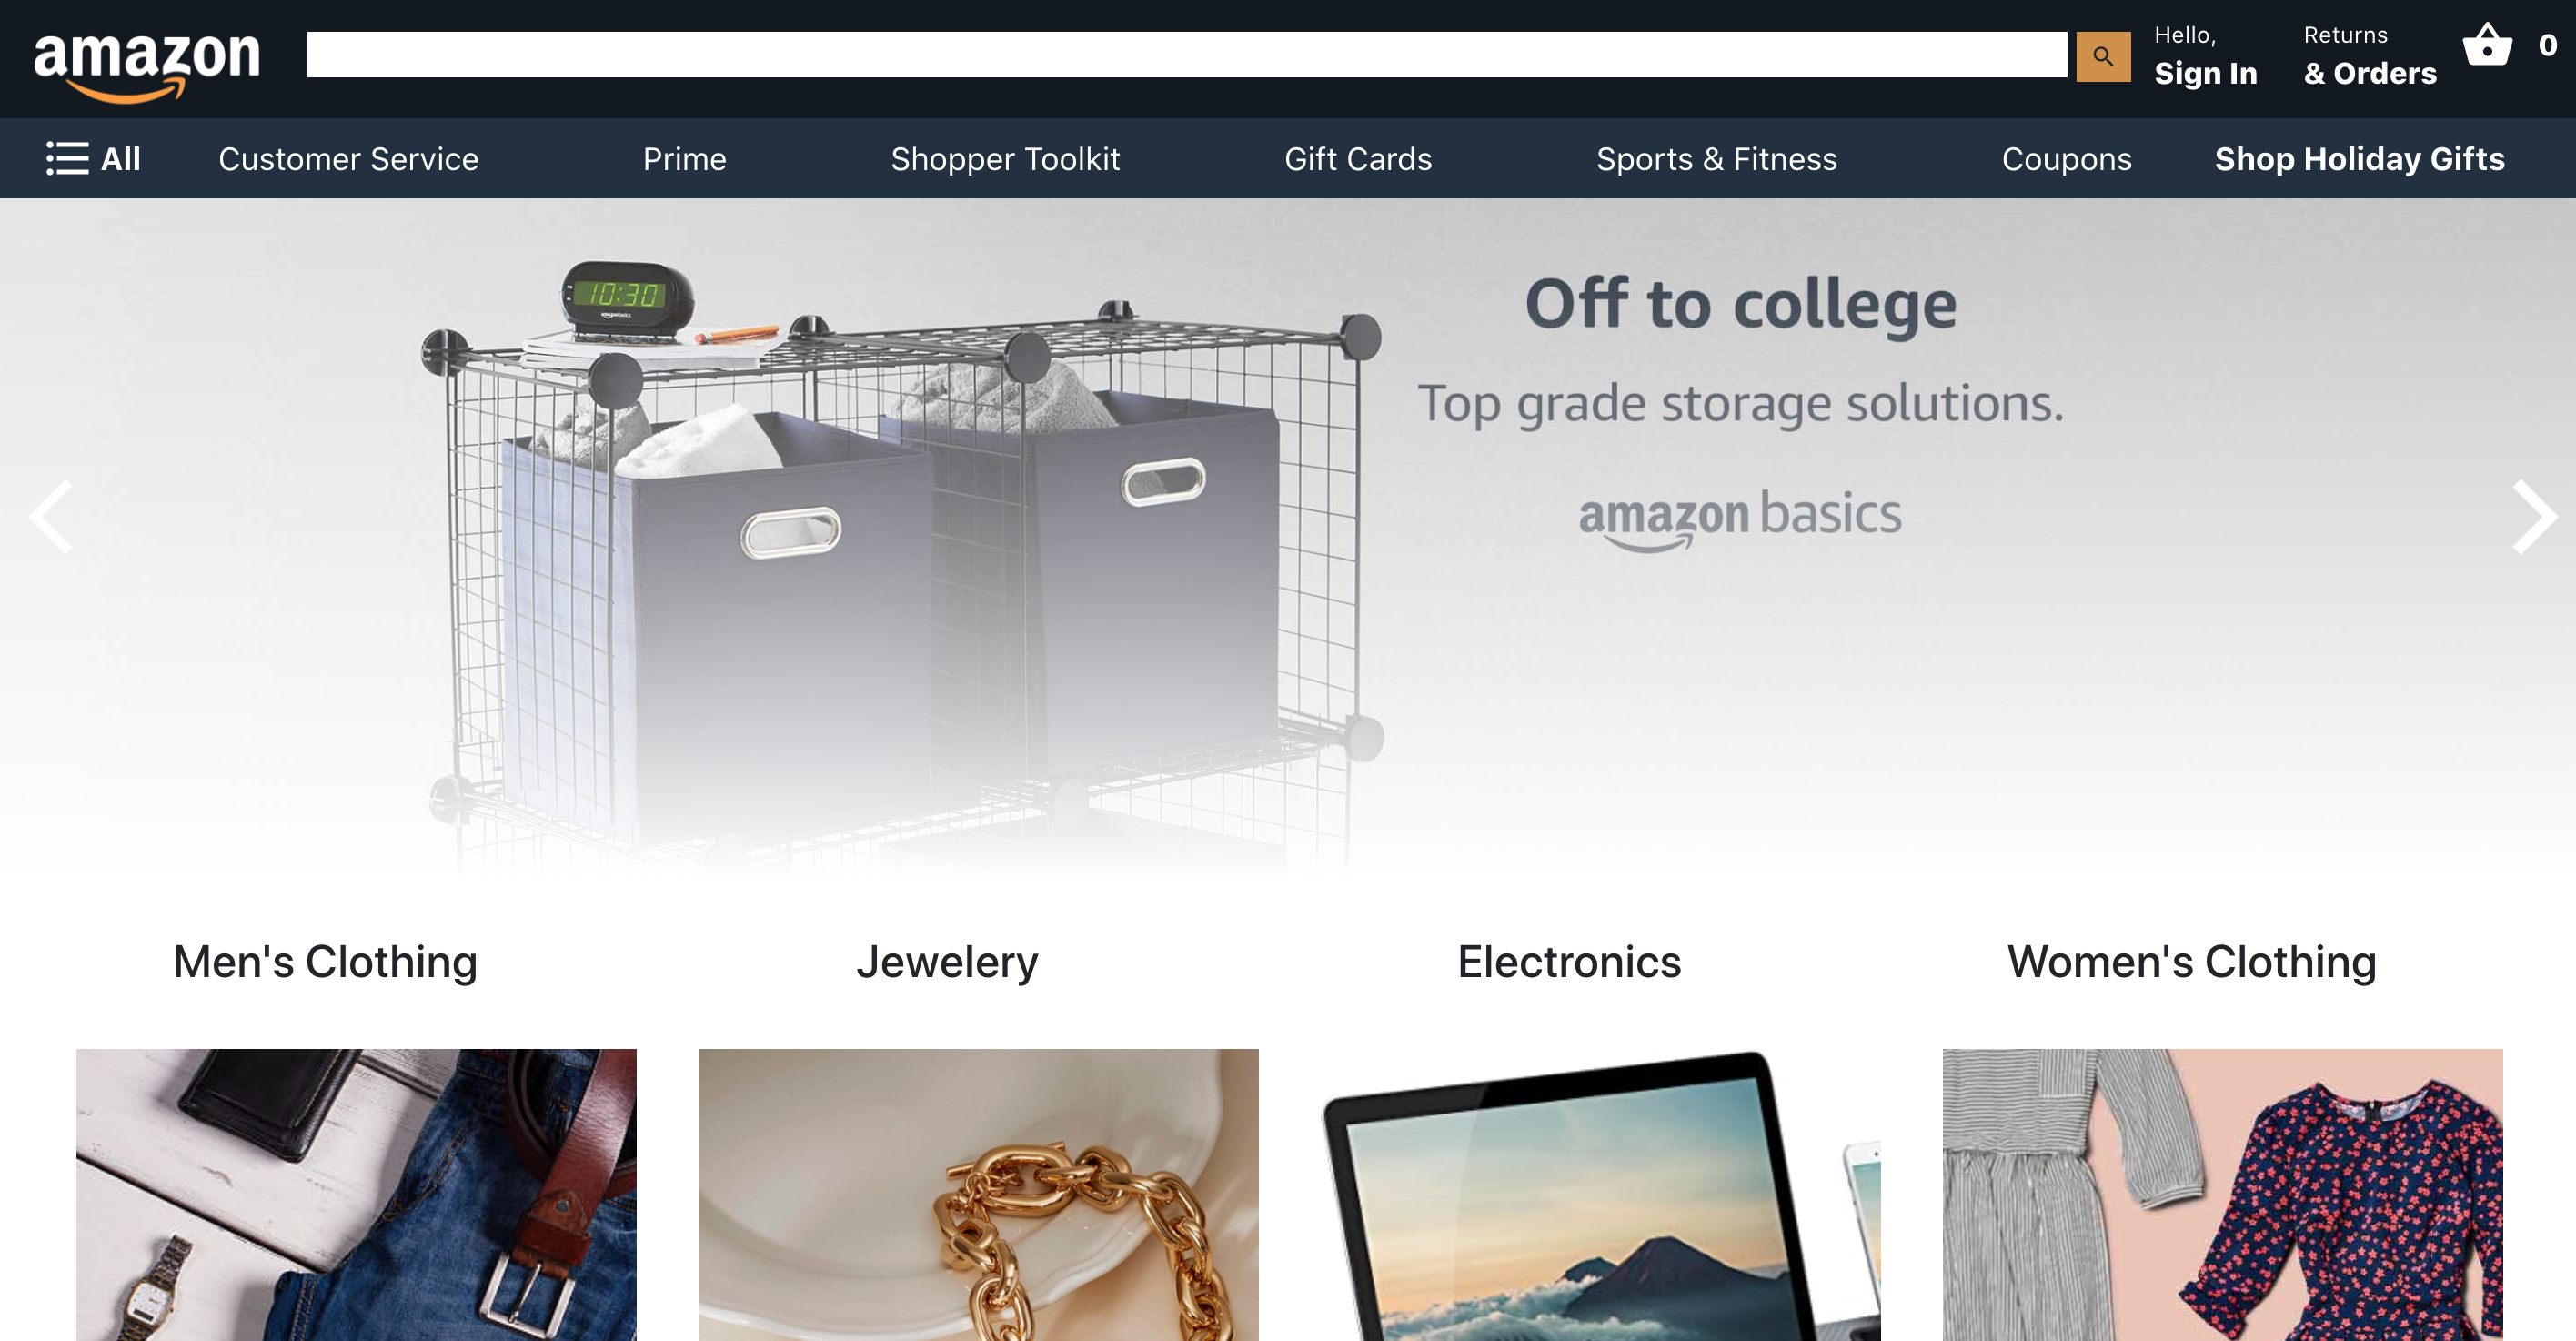 amazon
Hello,
Sign In
Returns
& Orders
0
All
Customer Service
Prime
Shopper Toolkit
Gift Cards
Sports & Fitness
Coupons
Shop Holiday Gifts
10:30
amazonbasics
Off to college
Top grade storage solutions.
amazon basics
Men's Clothing
Jewelery
Electronics
Women's Clothing